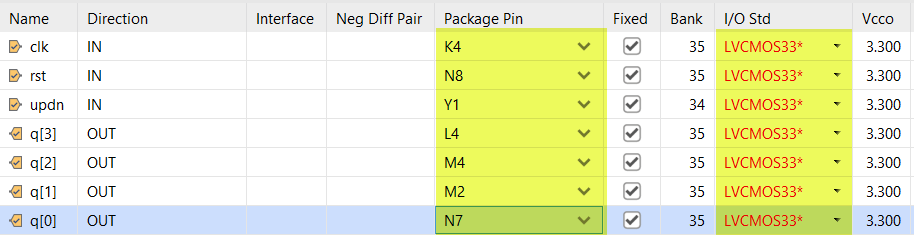 Name Direction Interface Neg Diff Pair Package Pin Fixed Bank I/O Std Vcco
clk IN K4 35 LVCMOS33* 3.300
rst IN N8 35 LVCMOS33* 3.300
updn IN Y1 34 LVCMOS33* 3.300
q[3] OUT L4 35 LVCMOS33* 3.300
q[2] OUT M4 35 LVCMOS33* 3.300
q[1] OUT M2 35 LVCMOS33* 3.300
q[0] OUT N7 35 LVCMOS33* 3.300